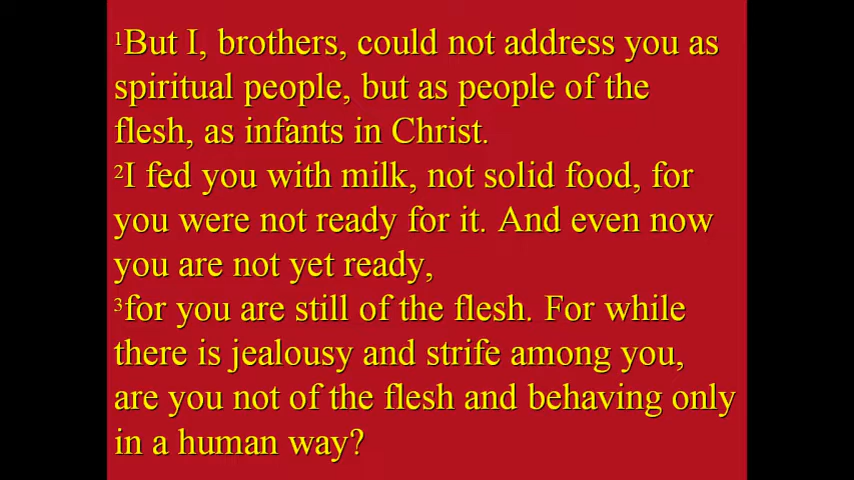 ¹But I, brothers, could not address you as
spiritual people, but as people of the
flesh, as infants in Christ.
²I fed you with milk, not solid food, for
you were not ready for it. And even now
you are not yet ready,
³for you are still of the flesh. For while
there is jealousy and strife among you,
are you not of the flesh and behaving only
in a human way?